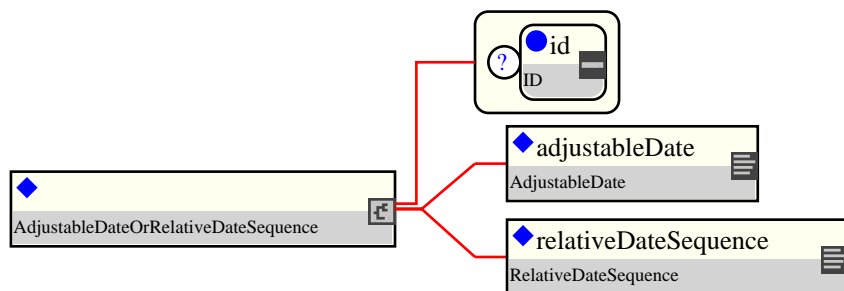 id
?
ID
adjustableDate
AdjustableDate
AdjustableDateOrRelativeDateSequence
relativeDateSequence
RelativeDateSequence